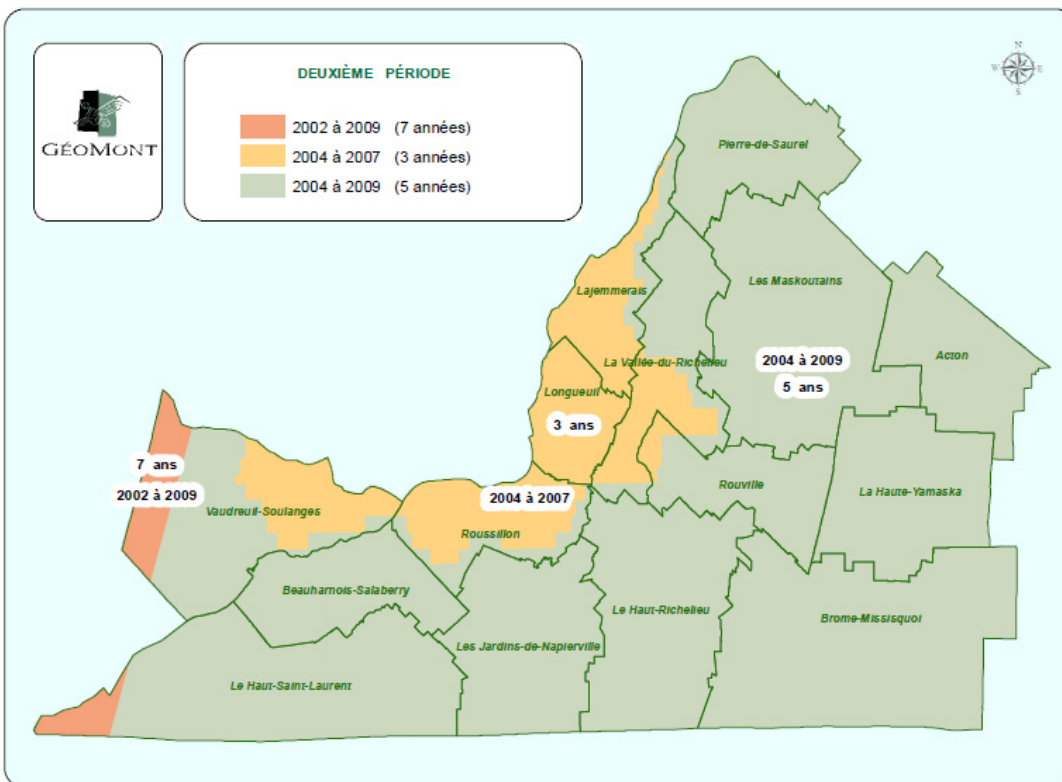 GÉOMONT
DEUXIÈME PÉRIODE
2002 à 2009 (7 années)
2004 à 2007 (3 années)
2004 à 2009 (5 années)
N
W E
S
Pierre-de-Saurel
Les Maskoutains
Lajemmerais
Acton
La Vallée-du-Richelieu
2004 à 2009
5 ans
Longueuil
3 ans
7 ans
2002 à 2009
Vaudreuil-Soulanges
2004 à 2007
Roussillon
Rouville
La Haute-Yamaska
Beauharnois-Salaberry
Le Haut-Richelieu
Brome-Missisquoi
Les Jardins-de-Napierville
Le Haut-Saint-Laurent